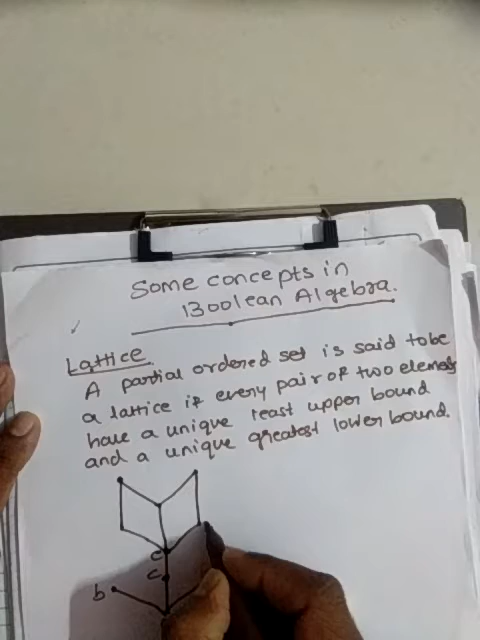 Some concepts in
Boolean Algebra.
Lattice
A partial ordered set is said to be
a lattice if every pair of two elements
have a unique least upper bound
and a unique greatest lower bound.
e
c
b